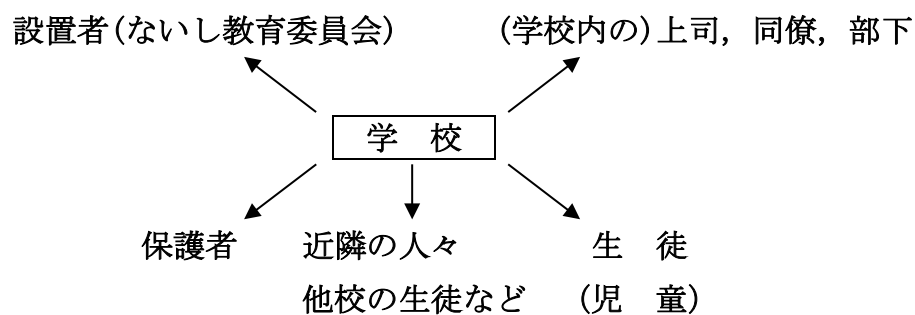 設置者(ないし教育委員会) (学校内の)上司，同僚，部下
学 校
保護者 近隣の人々 生 徒
他校の生徒など (児 童)